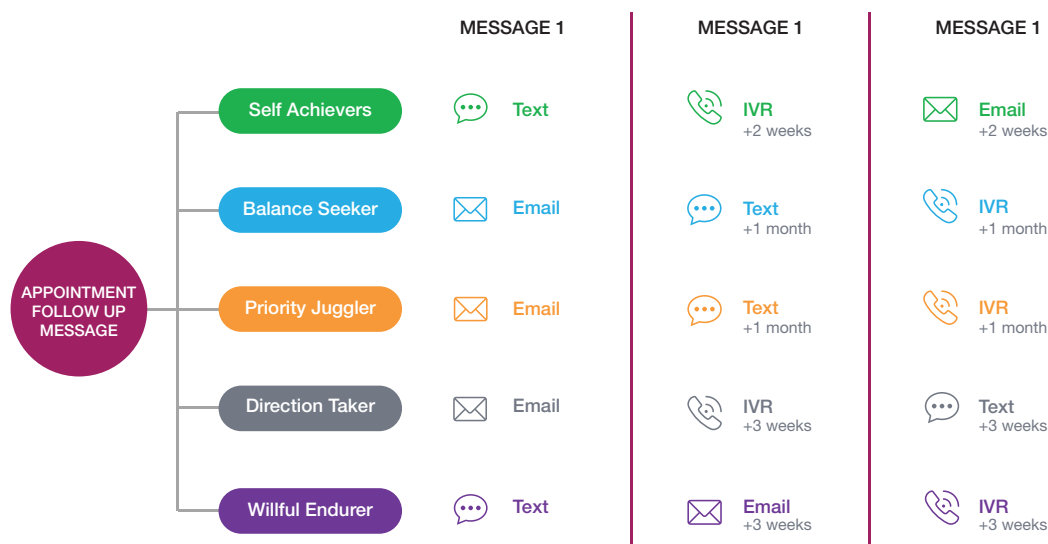 MESSAGE 1
MESSAGE 1
MESSAGE 1
APPOINTMENT
FOLLOW UP
MESSAGE
Self Achievers
Text
IVR
+2 weeks
Email
+2 weeks
Balance Seeker
Email
Text
+1 month
IVR
+1 month
Priority Juggler
Email
Text
+1 month
IVR
+1 month
Direction Taker
Email
IVR
+3 weeks
Text
+3 weeks
Willful Endurer
Text
Email
+3 weeks
IVR
+3 weeks